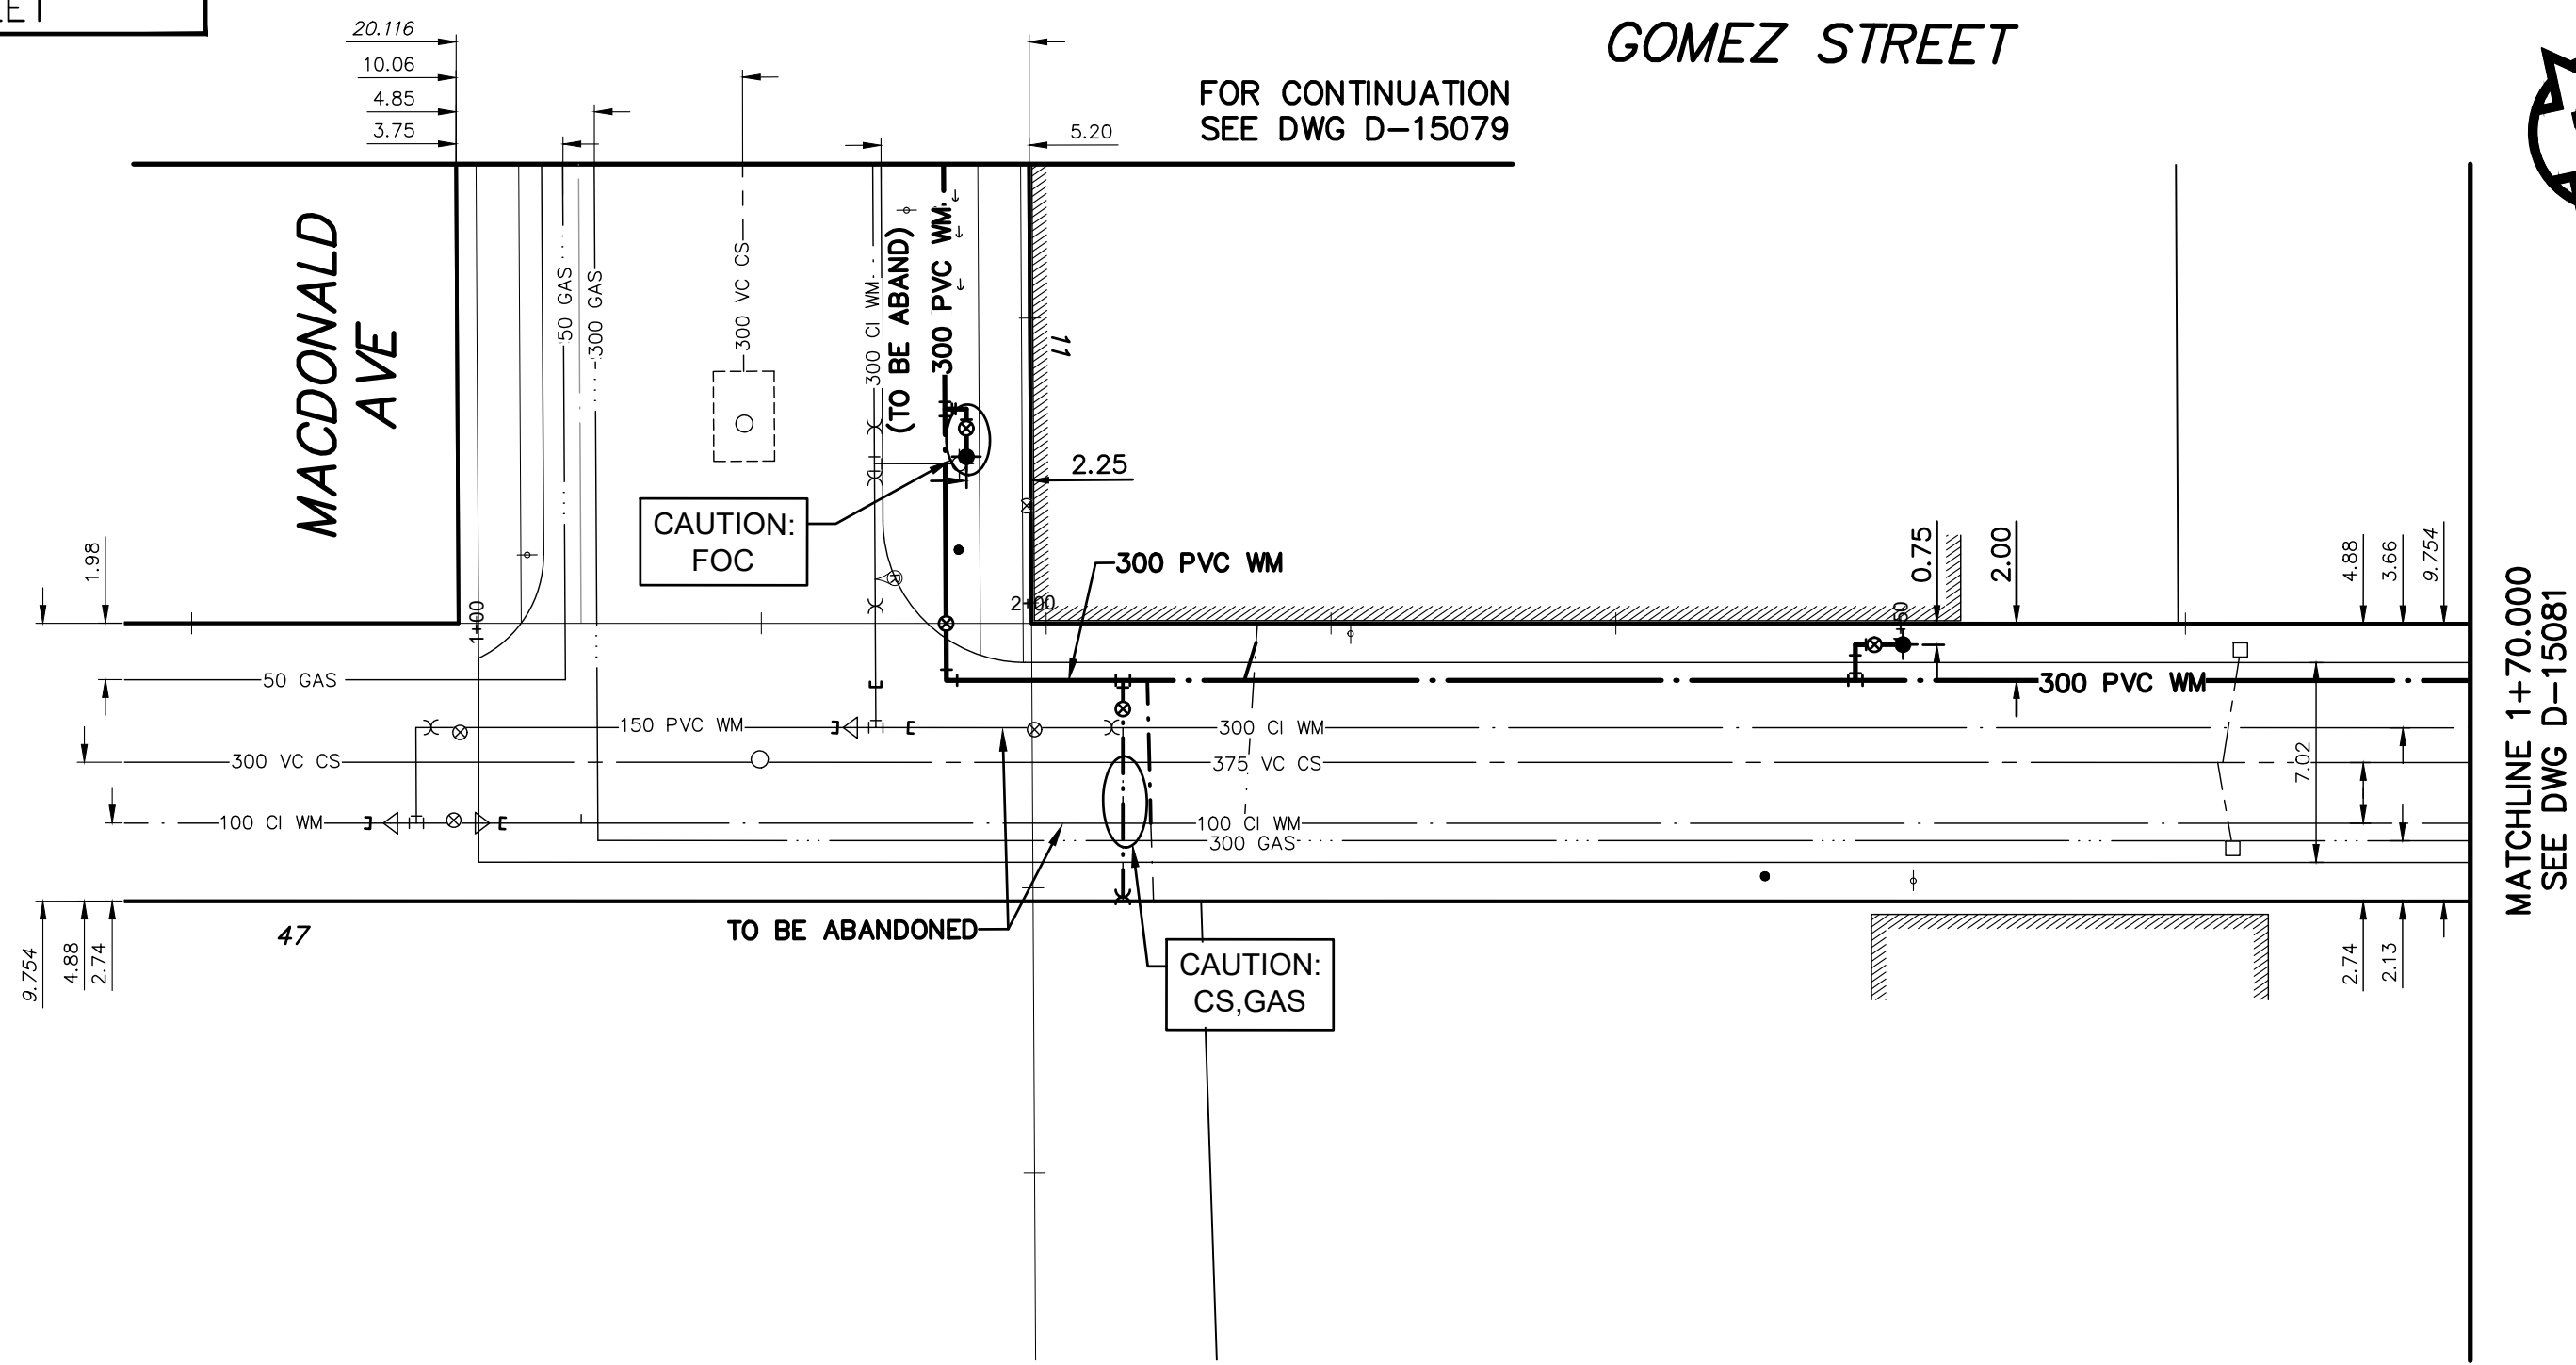 GOMEZ STREET
20.116
10.06
4.85
3.75
5.20
FOR CONTINUATION
SEE DWG D-15079
MACDONALD
AVE
50 GAS
300 GAS
300 VC CS
300 CI WM
(TO BE ABAND)
300 PVC WM
11
2.25
CAUTION:
FOC
300 PVC WM
1.98
1+00
2+00
0.75
2.00
4.88
3.66
9.754
50 GAS
300 PVC WM
150 PVC WM
300 CI WM
300 VC CS
375 VC CS
7.02
100 CI WM
100 CI WM
300 GAS
R
TO BE ABANDONED
47
9.754
4.88
2.74
CAUTION:
CS,GAS
2.74
2.13
MATCHLINE 1+70.000
SEE DWG D-15081